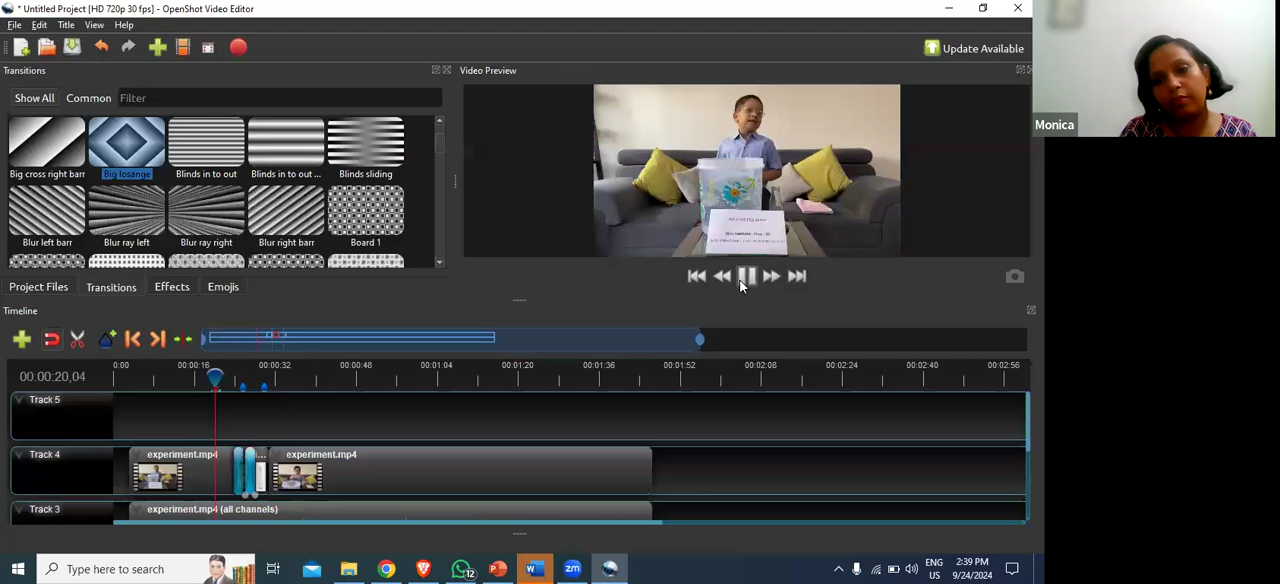 * Untitled Project [HD 720p 30 fps] - OpenShot Video Editor
File Edit Title View Help
Update Available
Transitions
Video Preview
Show All Common Filter
Big cross right barr Big losange Blinds in to out Blinds in to out ... Blinds sliding
Blur left barr Blur ray left Blur ray right Blur right barr Board 1
Project Files Transitions Effects Emojis
Timeline
00:00:20,04
0:00 00:00:16 00:00:32 00:00:48 00:01:04 00:01:20 00:01:36 00:01:52 00:02:08 00:02:24 00:02:40 00:02:56
Track 5
Track 4 experiment.mp4 ... experiment.mp4
Track 3 experiment.mp4 (all channels)
Type here to search
12
W
zm
ENG
US
2:39 PM
9/24/2024
Monica